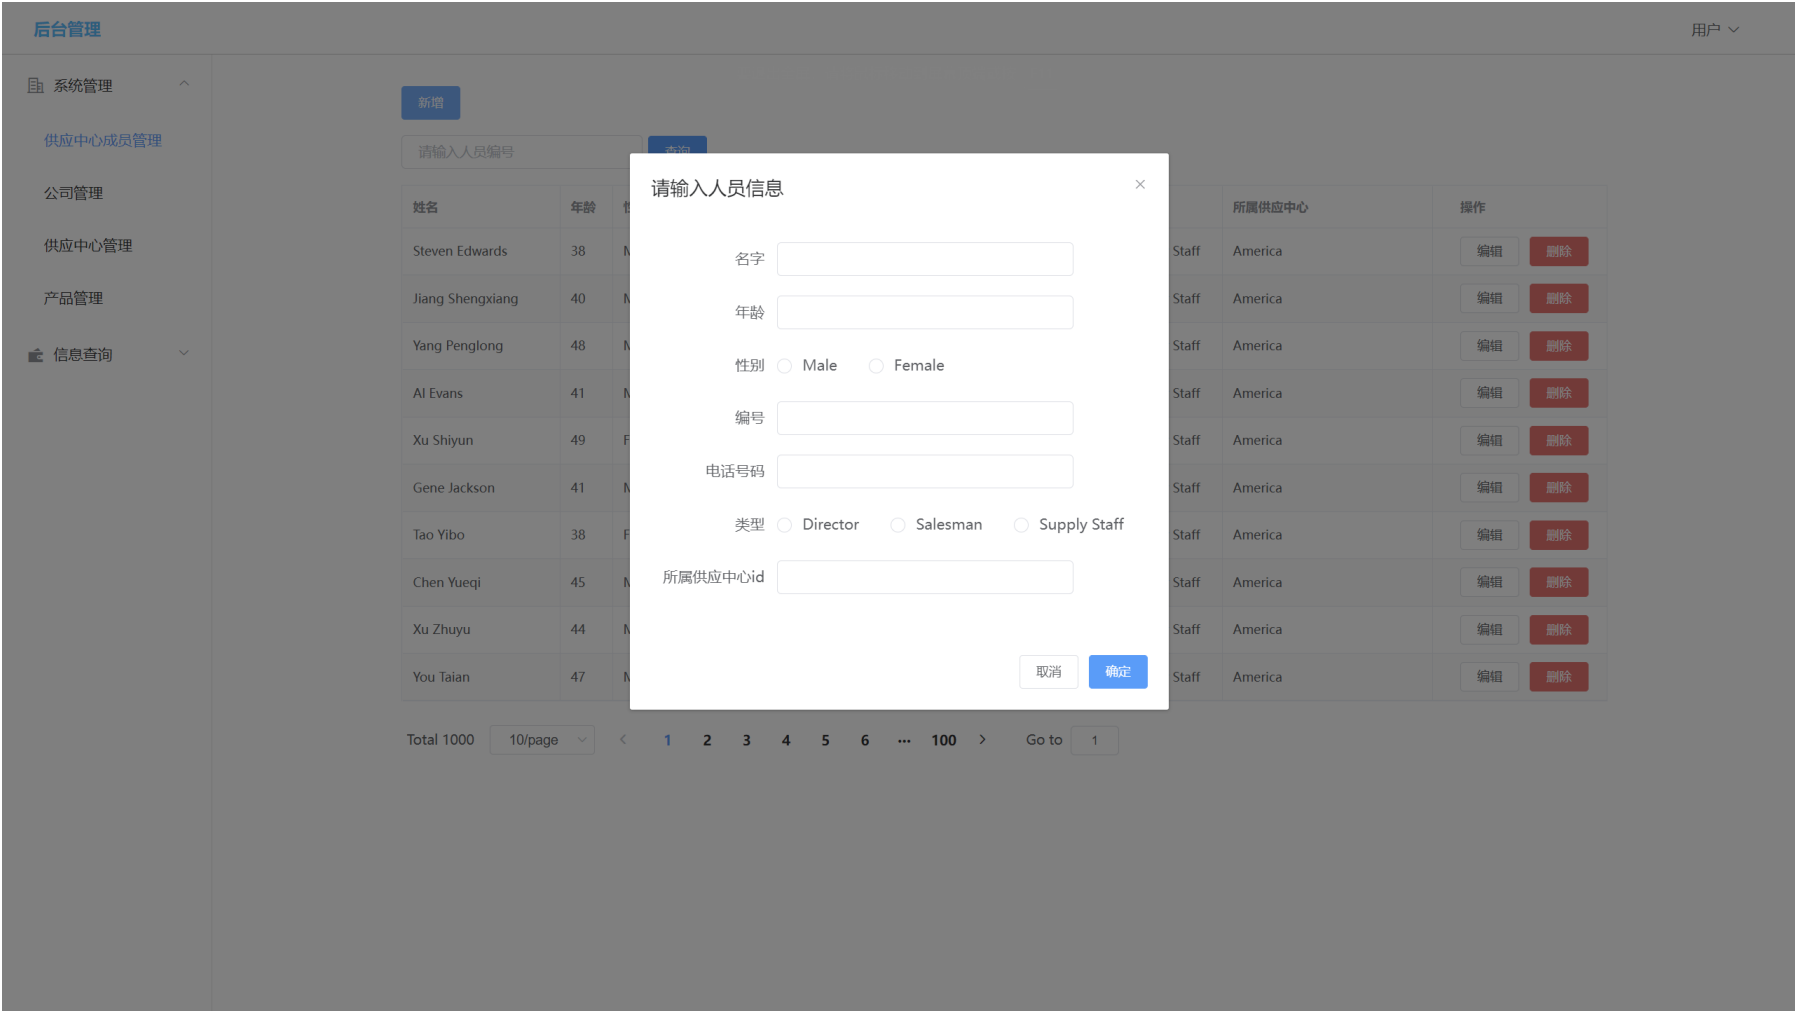 后台管理
用户
系统管理
供应中心成员管理
公司管理
供应中心管理
产品管理
信息查询
新增
请输入人员编号
查询
姓名 年龄 所属供应中心 操作
Steven Edwards 38 Staff America 编辑 删除
Jiang Shengxiang 40 Staff America 编辑 删除
Yang Penglong 48 Staff America 编辑 删除
Al Evans 41 Staff America 编辑 删除
Xu Shiyun 49 Staff America 编辑 删除
Gene Jackson 41 Staff America 编辑 删除
Tao Yibo 38 Staff America 编辑 删除
Chen Yueqi 45 Staff America 编辑 删除
Xu Zhuyu 44 Staff America 编辑 删除
You Taian 47 Staff America 编辑 删除
Total 1000 10/page 1 2 3 4 5 6 ··· 100 Go to 1
请输入人员信息
名字
年龄
性别 Male Female
编号
电话号码
类型 Director Salesman Supply Staff
所属供应中心id
取消 确定